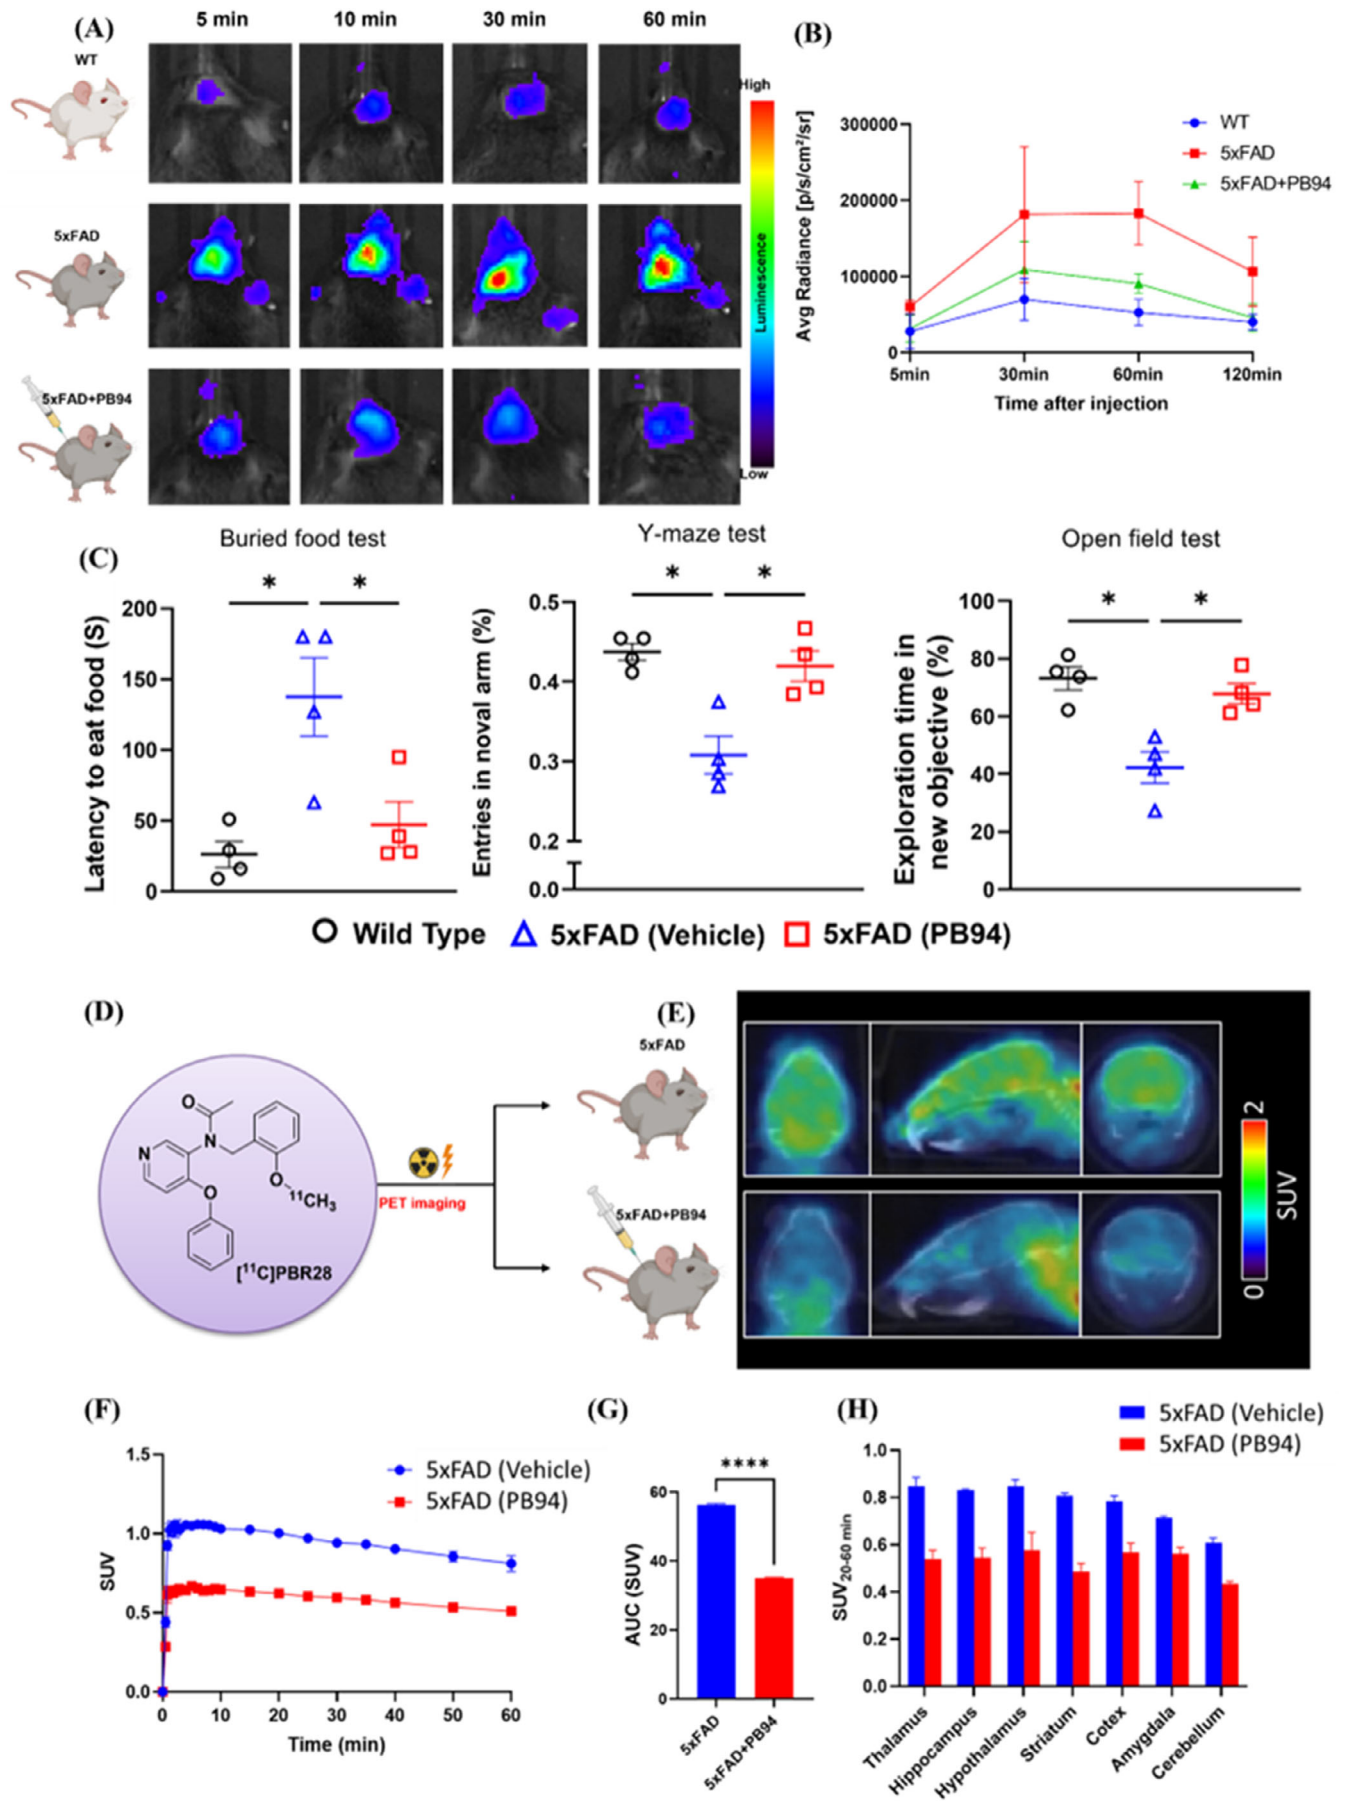 (A)
5 min 10 min 30 min 60 min
WT
5xFAD
5xFAD+PB94
High
Luminescence
Low
(B)
Avg Radiance [p/s/cm²/sr]
300000
200000
100000
0
5min 30min 60min 120min
Time after injection
WT
5xFAD
5xFAD+PB94
(C)
Buried food test
* *
Latency to eat food (S)
200
150
100
50
0
Y-maze test
* *
Entries in noval arm (%)
0.5
0.4
0.3
0.2
0.0
Open field test
* *
Exploration time in
new objective (%)
100
80
60
40
20
0
Wild Type 5xFAD (Vehicle) 5xFAD (PB94)
(D)
O
N
N
O
O
¹¹CH₃
[¹¹C]PBR28
PET imaging
(E)
5xFAD
5xFAD+PB94
2
SUV
0
(F)
SUV
1.5
1.0
0.5
0.0
0 10 20 30 40 50 60
Time (min)
5xFAD (Vehicle)
5xFAD (PB94)
(G)
****
AUC (SUV)
60
40
20
0
5xFAD
5xFAD+PB94
(H)
5xFAD (Vehicle)
5xFAD (PB94)
SUV₂₀₋₆₀ min
1.0
0.8
0.6
0.4
0.2
0.0
Thalamus
Hippocampus
Hypothalamus
Striatum
Cotex
Amygdala
Cerebellum